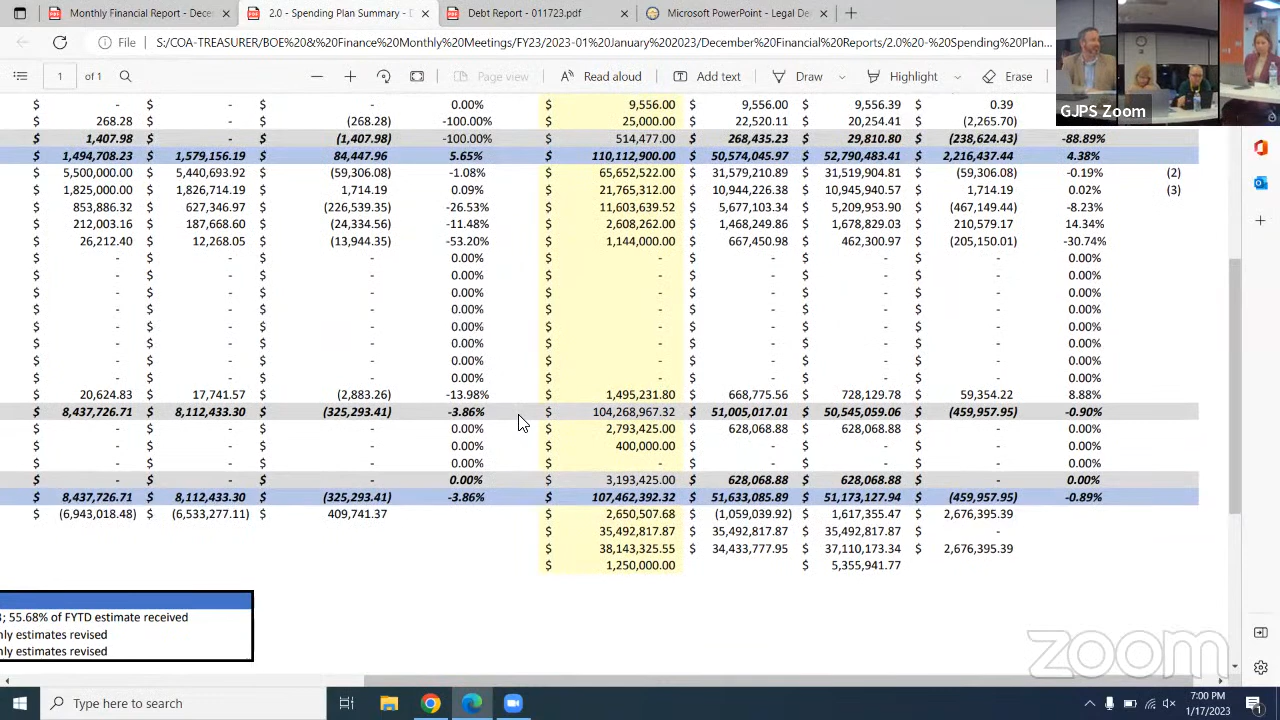 Monthly Financial Report - Dece
2.0 - Spending Plan Summary - D
Debt Report - 011723.pdf
Microsoft PowerPoint - Legal De
File
S:/COA-TREASURER/BOE%20&%20Finance%20Monthly%20Meetings/FY23/2023-01%20January%202023/December%20Financial%20Reports/2.0%20-%20Spending%20Plan...
1 of 1 Page view Read aloud Add text Draw Highlight Erase
GJPS Zoom
$ - $ - $ - 0.00% $ 9,556.00 $ 9,556.00 $ 9,556.39 $ 0.39
$ 268.28 $ - $ (268.28) -100.00% $ 25,000.00 $ 22,520.11 $ 20,254.41 $ (2,265.70)
$ 1,407.98 $ - $ (1,407.98) -100.00% $ 514,477.00 $ 268,435.23 $ 29,810.80 $ (238,624.43) -88.89%
$ 1,494,708.23 $ 1,579,156.19 $ 84,447.96 5.65% $ 110,112,900.00 $ 50,574,045.97 $ 52,790,483.41 $ 2,216,437.44 4.38%
$ 5,500,000.00 $ 5,440,693.92 $ (59,306.08) -1.08% $ 65,652,522.00 $ 31,579,210.89 $ 31,519,904.81 $ (59,306.08) -0.19% (2)
$ 1,825,000.00 $ 1,826,714.19 $ 1,714.19 0.09% $ 21,765,312.00 $ 10,944,226.38 $ 10,945,940.57 $ 1,714.19 0.02% (3)
$ 853,886.32 $ 627,346.97 $ (226,539.35) -26.53% $ 11,603,639.52 $ 5,677,103.34 $ 5,209,953.90 $ (467,149.44) -8.23%
$ 212,003.16 $ 187,668.60 $ (24,334.56) -11.48% $ 2,608,262.00 $ 1,468,249.86 $ 1,678,829.03 $ 210,579.17 14.34%
$ 26,212.40 $ 12,268.05 $ (13,944.35) -53.20% $ 1,144,000.00 $ 667,450.98 $ 462,300.97 $ (205,150.01) -30.74%
$ - $ - $ - 0.00% $ - $ - $ - $ - 0.00%
$ - $ - $ - 0.00% $ - $ - $ - $ - 0.00%
$ - $ - $ - 0.00% $ - $ - $ - $ - 0.00%
$ - $ - $ - 0.00% $ - $ - $ - $ - 0.00%
$ - $ - $ - 0.00% $ - $ - $ - $ - 0.00%
$ - $ - $ - 0.00% $ - $ - $ - $ - 0.00%
$ - $ - $ - 0.00% $ - $ - $ - $ - 0.00%
$ - $ - $ - 0.00% $ - $ - $ - $ - 0.00%
$ 20,624.83 $ 17,741.57 $ (2,883.26) -13.98% $ 1,495,231.80 $ 668,775.56 $ 728,129.78 $ 59,354.22 8.88%
$ 8,437,726.71 $ 8,112,433.30 $ (325,293.41) -3.86% $ 104,268,967.32 $ 51,005,017.01 $ 50,545,059.06 $ (459,957.95) -0.90%
$ - $ - $ - 0.00% $ 2,793,425.00 $ 628,068.88 $ 628,068.88 $ - 0.00%
$ - $ - $ - 0.00% $ 400,000.00 $ - $ - $ - 0.00%
$ - $ - $ - 0.00% $ - $ - $ - $ - 0.00%
$ - $ - $ - 0.00% $ 3,193,425.00 $ 628,068.88 $ 628,068.88 $ - 0.00%
$ 8,437,726.71 $ 8,112,433.30 $ (325,293.41) -3.86% $ 107,462,392.32 $ 51,633,085.89 $ 51,173,127.94 $ (459,957.95) -0.89%
$ (6,943,018.48) $ (6,533,277.11) $ 409,741.37 $ 2,650,507.68 $ (1,059,039.92) $ 1,617,355.47 $ 2,676,395.39
$ 35,492,817.87 $ 35,492,817.87 $ 35,492,817.87 $ -
$ 38,143,325.55 $ 34,433,777.95 $ 37,110,173.34 $ 2,676,395.39
$ 1,250,000.00 $ 5,355,941.77
; 55.68% of FYTD estimate received
ly estimates revised
ly estimates revised
zoom
Type here to search
7:00 PM
1/17/2023